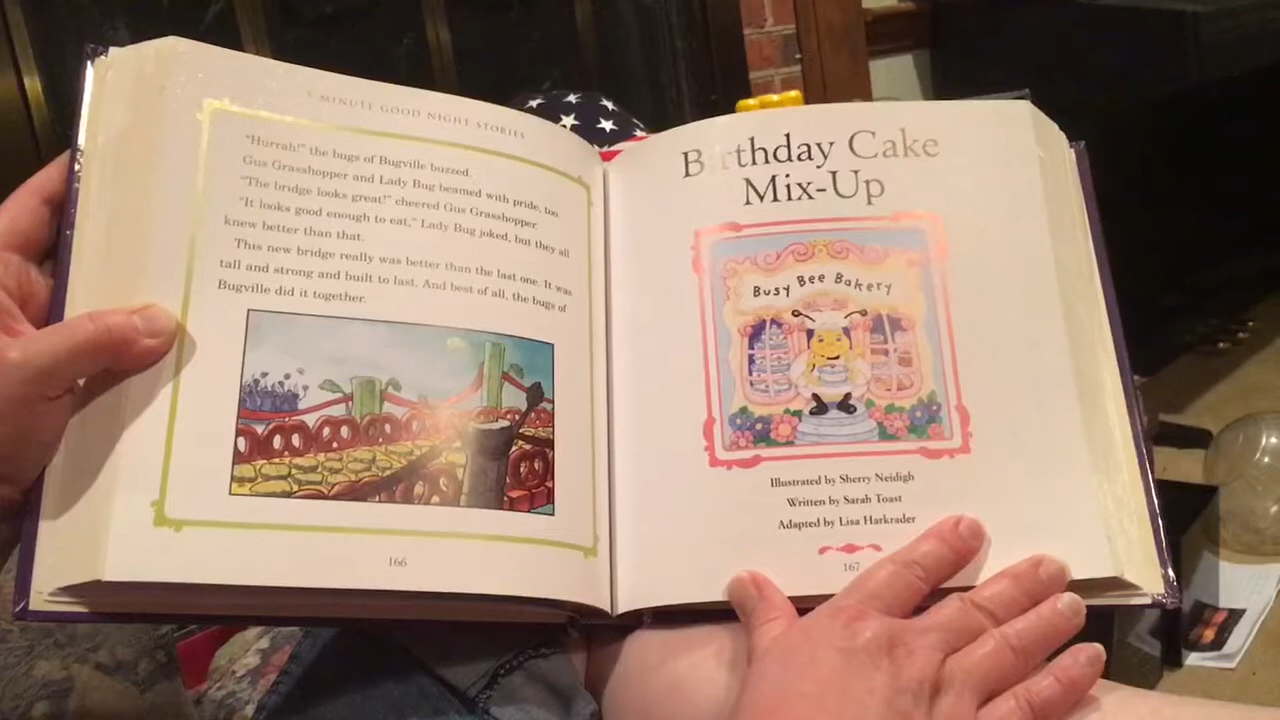 5 MINUTE GOOD NIGHT STORIES
"Hurrah!" the bugs of Bugville buzzed.
Gus Grasshopper and Lady Bug beamed with pride, too.
"The bridge looks great!" cheered Gus Grasshopper.
"It looks good enough to eat," Lady Bug joked, but they all
knew better than that.
This new bridge really was better than the last one. It was
tall and strong and built to last. And best of all, the bugs of
Bugville did it together.
166
Birthday Cake
Mix-Up
Busy Bee Bakery
Illustrated by Sherry Neidigh
Written by Sarah Toast
Adapted by Lisa Harkrader
167